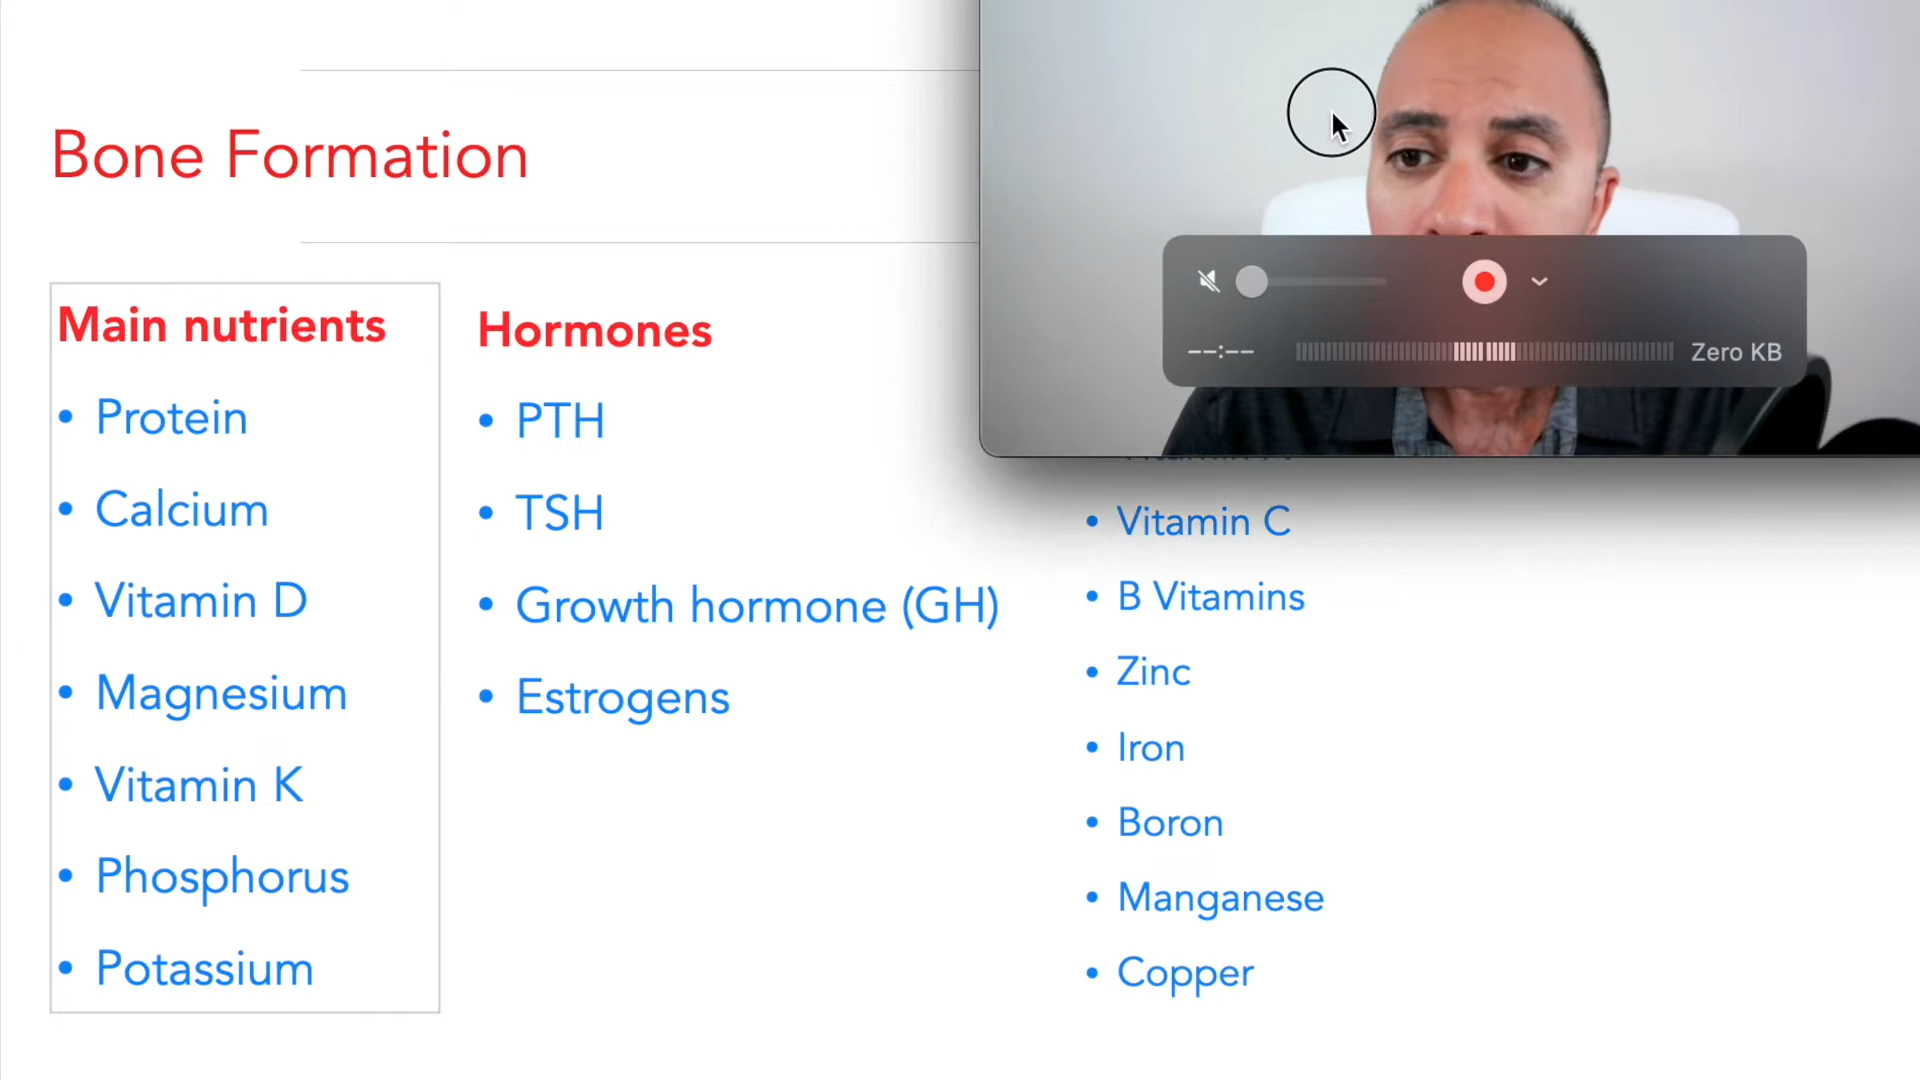 Bone Formation
Main nutrients
• Protein
• Calcium
• Vitamin D
• Magnesium
• Vitamin K
• Phosphorus
• Potassium
Hormones
• PTH
• TSH
• Growth hormone (GH)
• Estrogens
• Vitamin C
• B Vitamins
• Zinc
• Iron
• Boron
• Manganese
• Copper
--:--
Zero KB